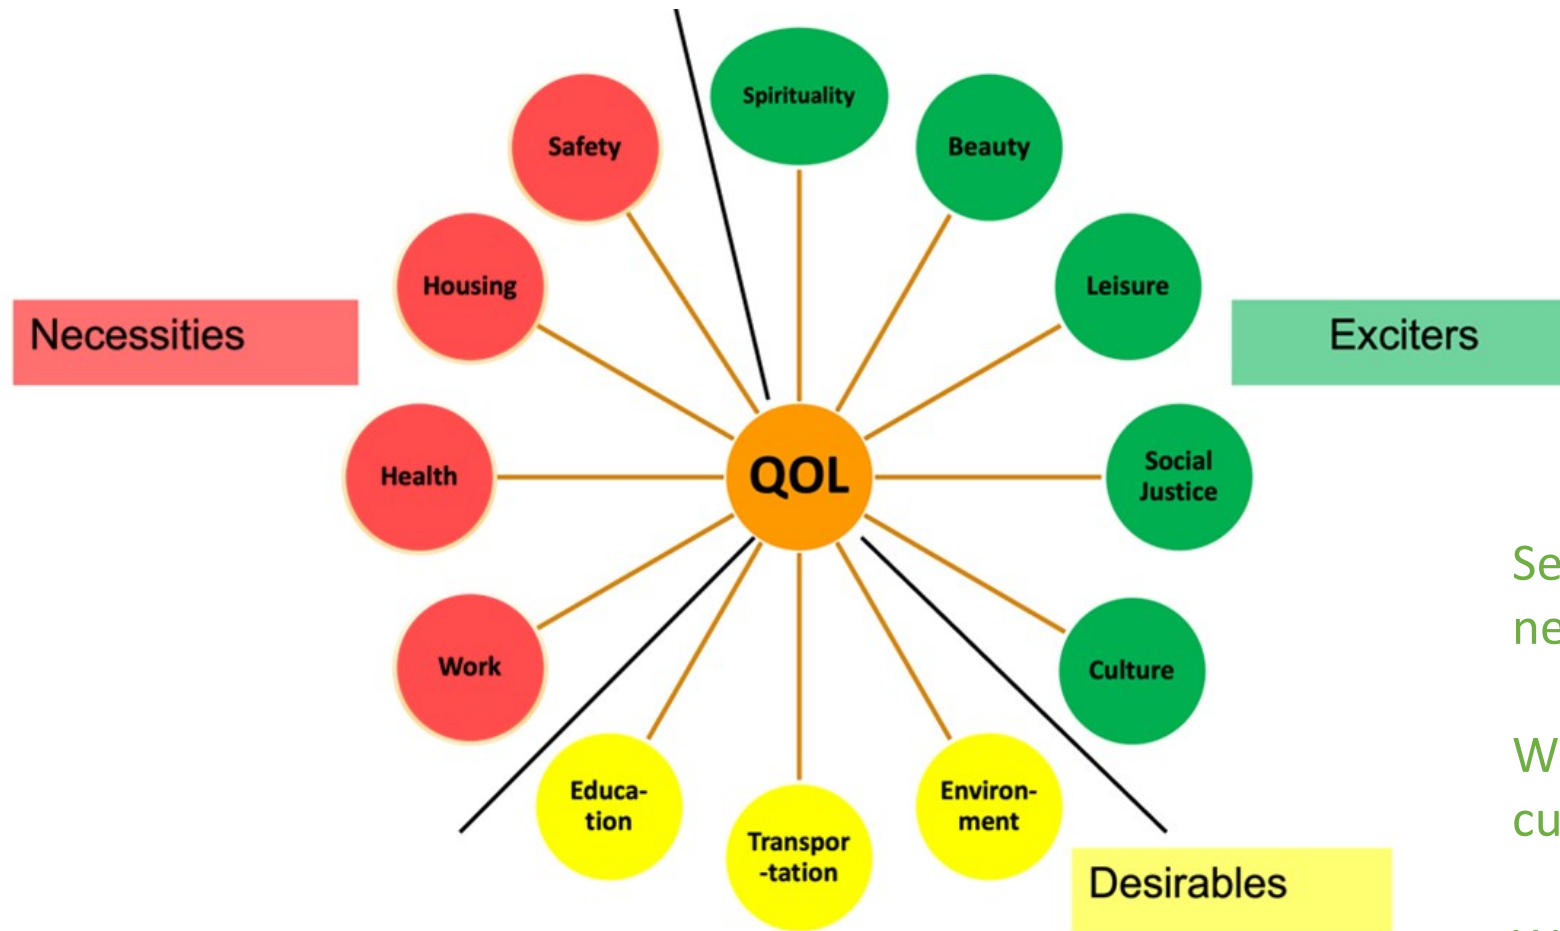 Spirituality
Safety
Beauty
Housing
Leisure
Necessities
Exciters
Health
QOL
Social
Justice
Work
Culture
Educa-
tion
Transpor
-tation
Environ-
ment
Desirables
Se
ne
W
cu